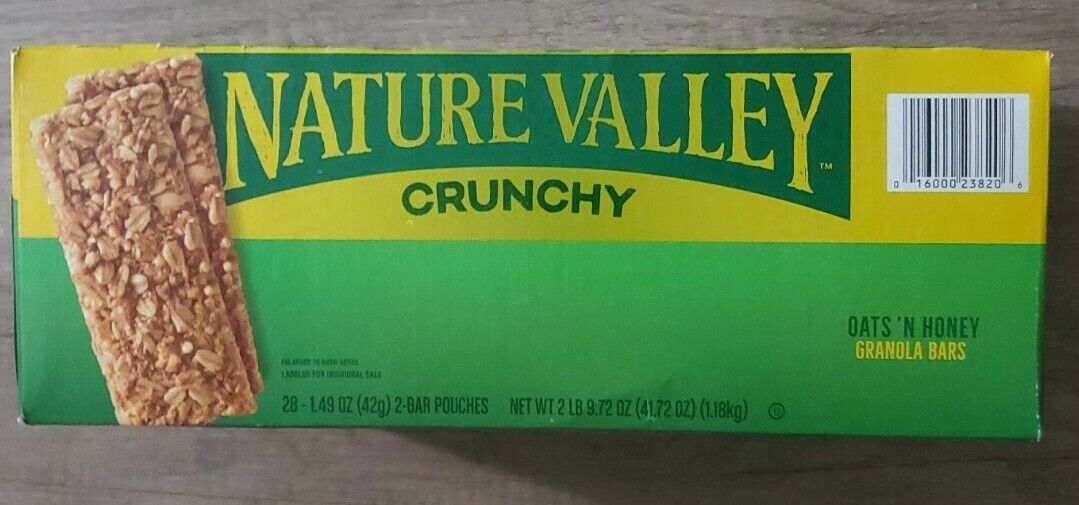 NATURE VALLEY
™
CRUNCHY
0 16000 23820 6
OATS 'N HONEY
GRANOLA BARS
ENLARGED TO SHOW DETAIL
LABELED FOR INDIVIDUAL SALE
28 - 1.49 OZ (42g) 2-BAR POUCHES NET WT 2 LB 9.72 OZ (41.72 OZ) (1.18kg)